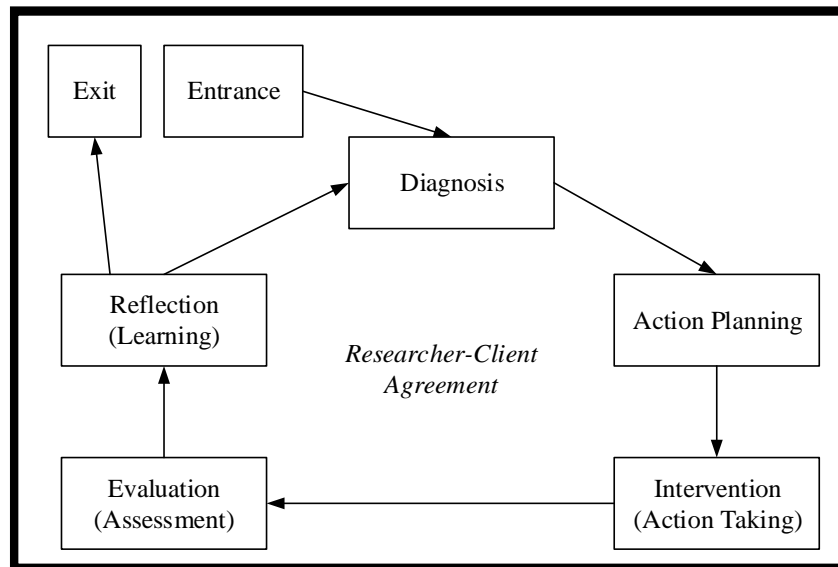 Exit
Entrance
Diagnosis
Reflection
(Learning)
Action Planning
Researcher-Client
Agreement
Evaluation
(Assessment)
Intervention
(Action Taking)